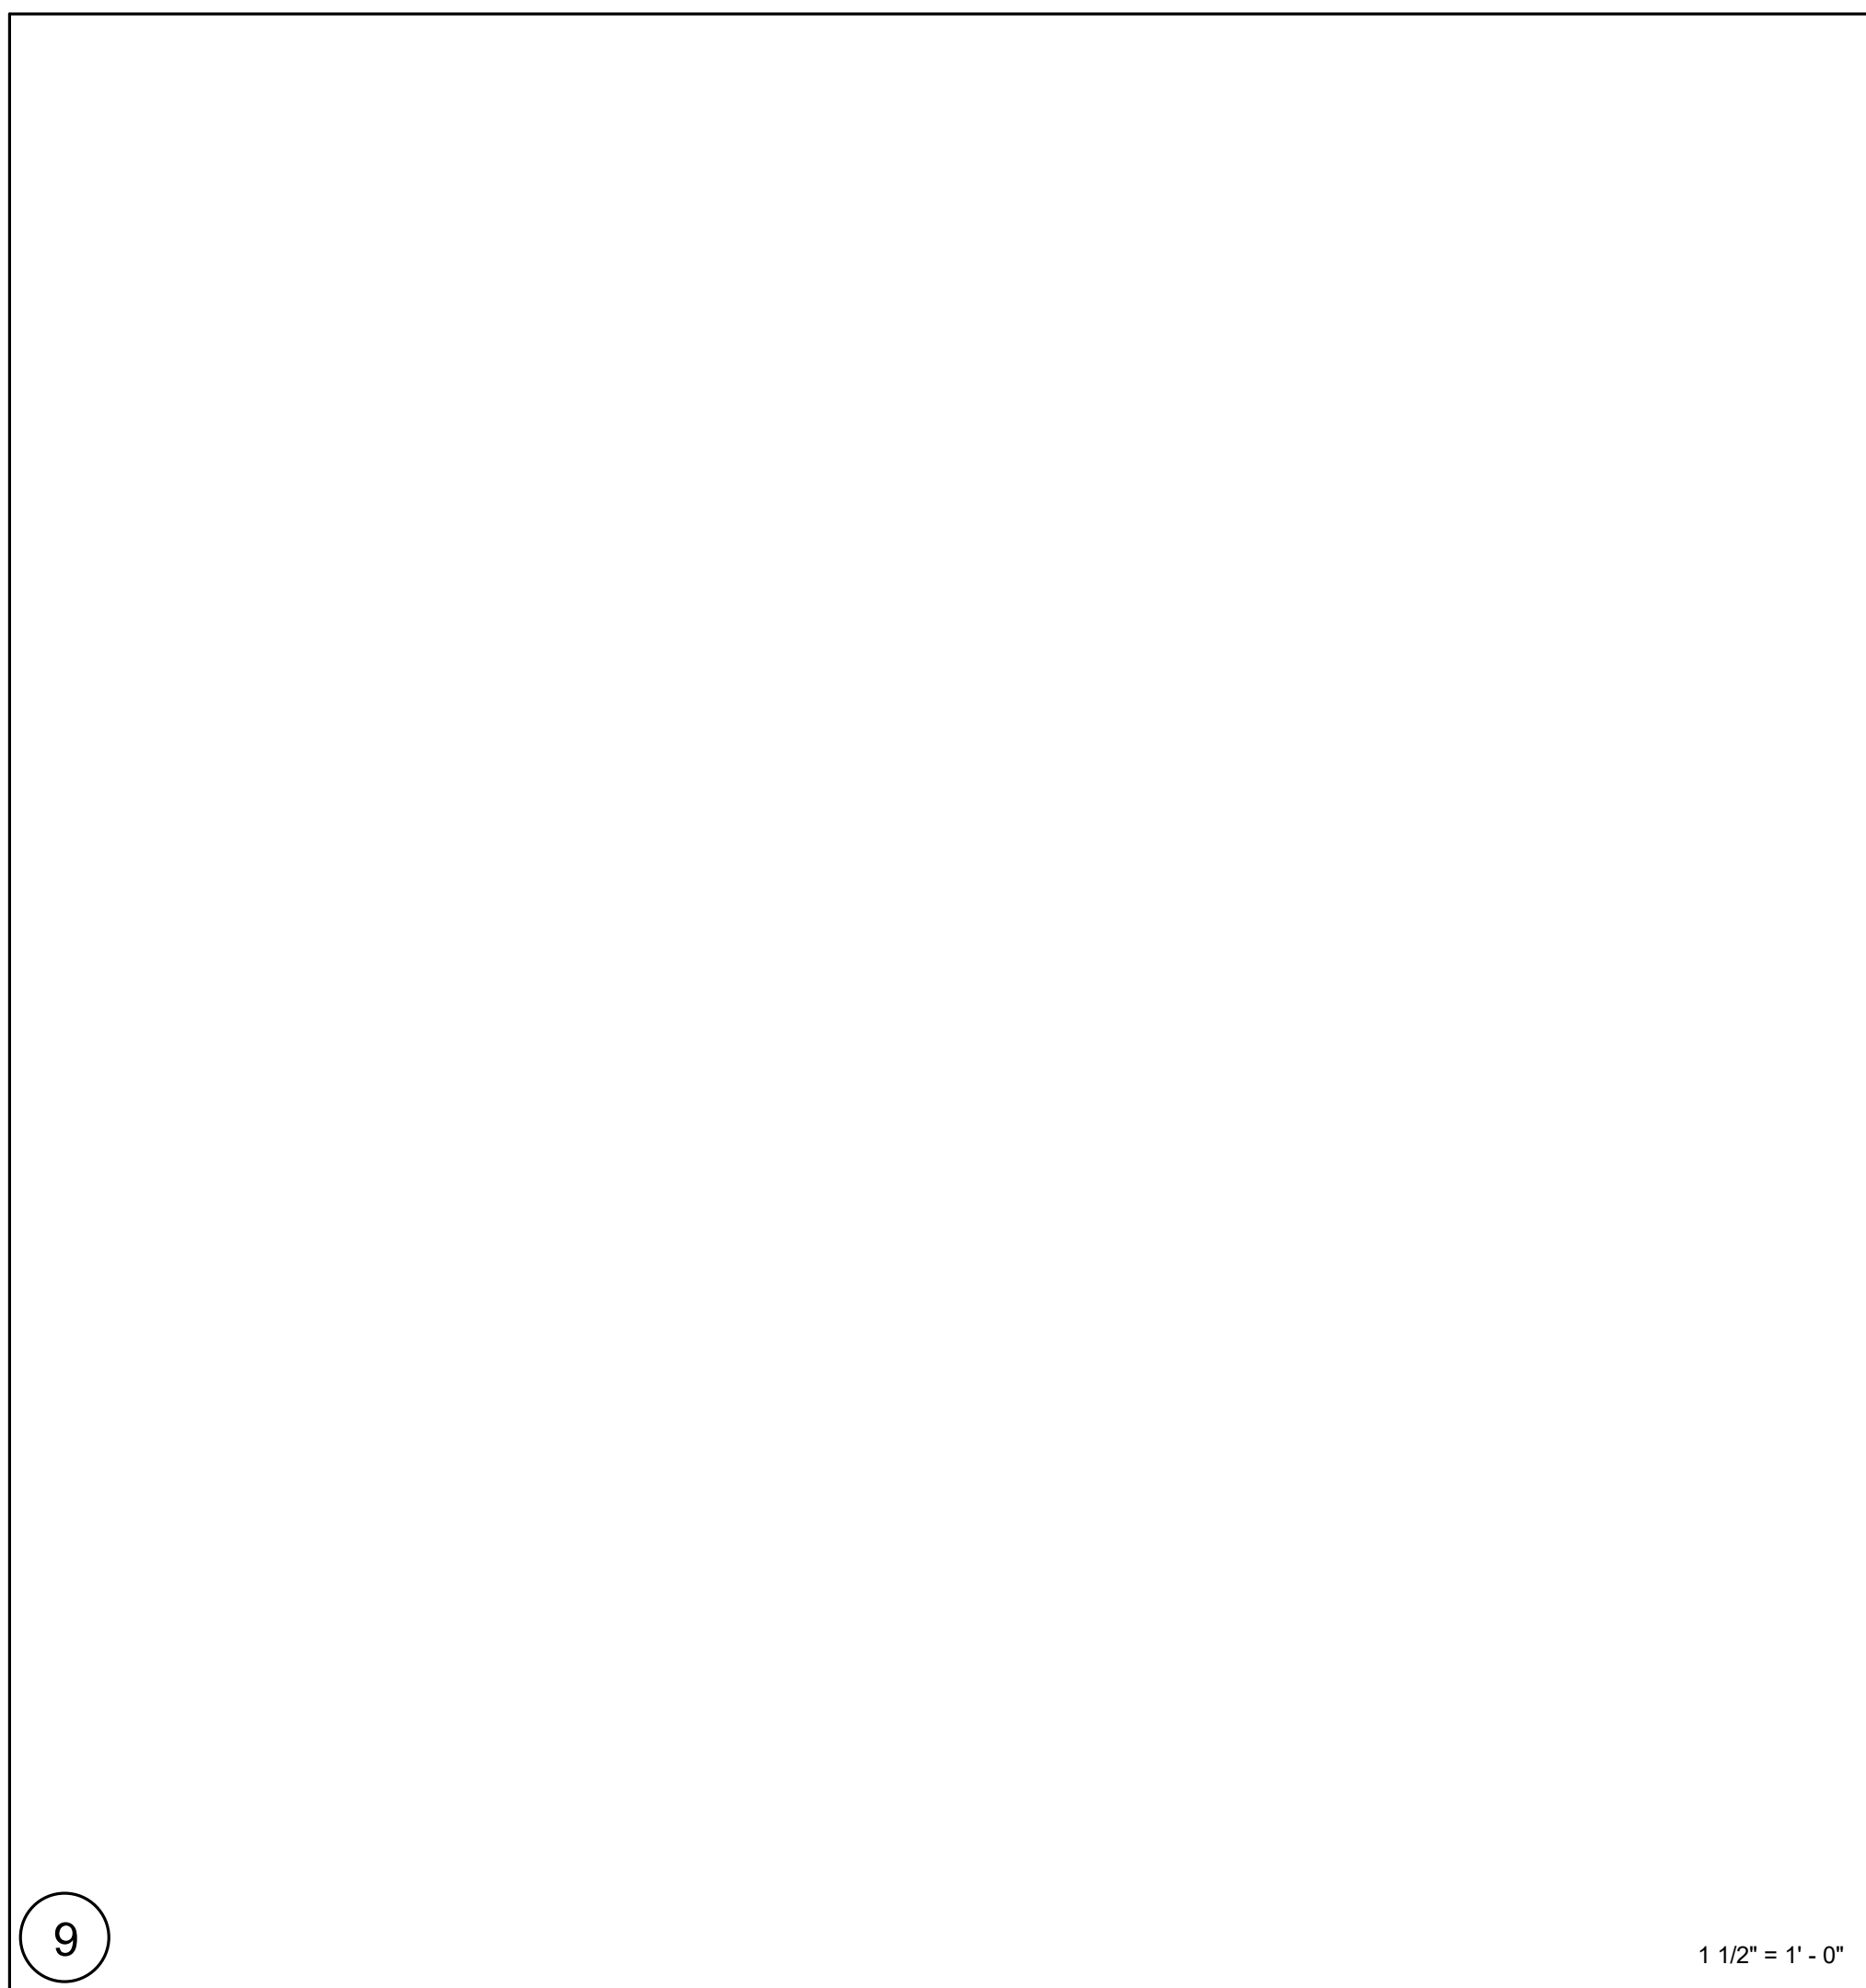 9
1 1/2" = 1' - 0"